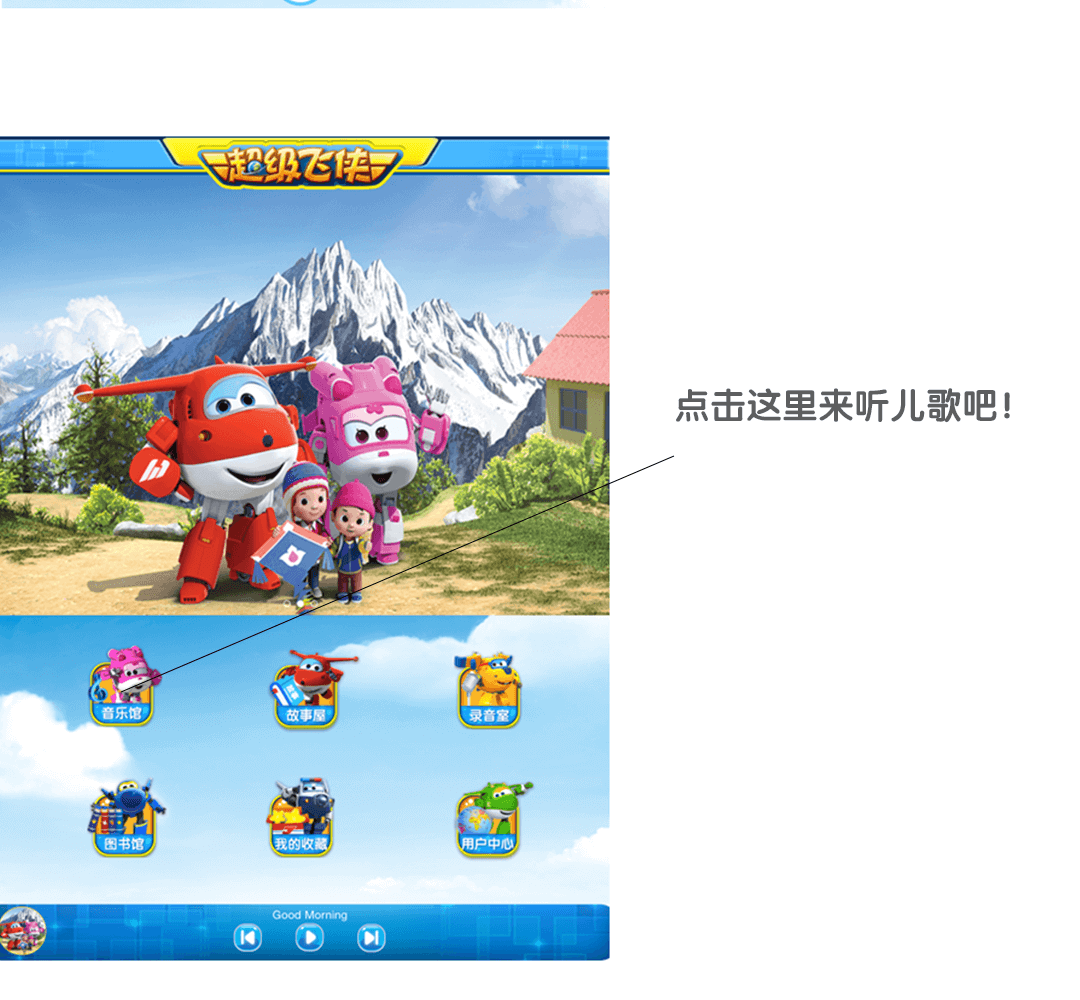 超级飞侠
点击这里来听儿歌吧！
音乐馆
故事屋
录音室
图书馆
我的收藏
用户中心
Good Morning